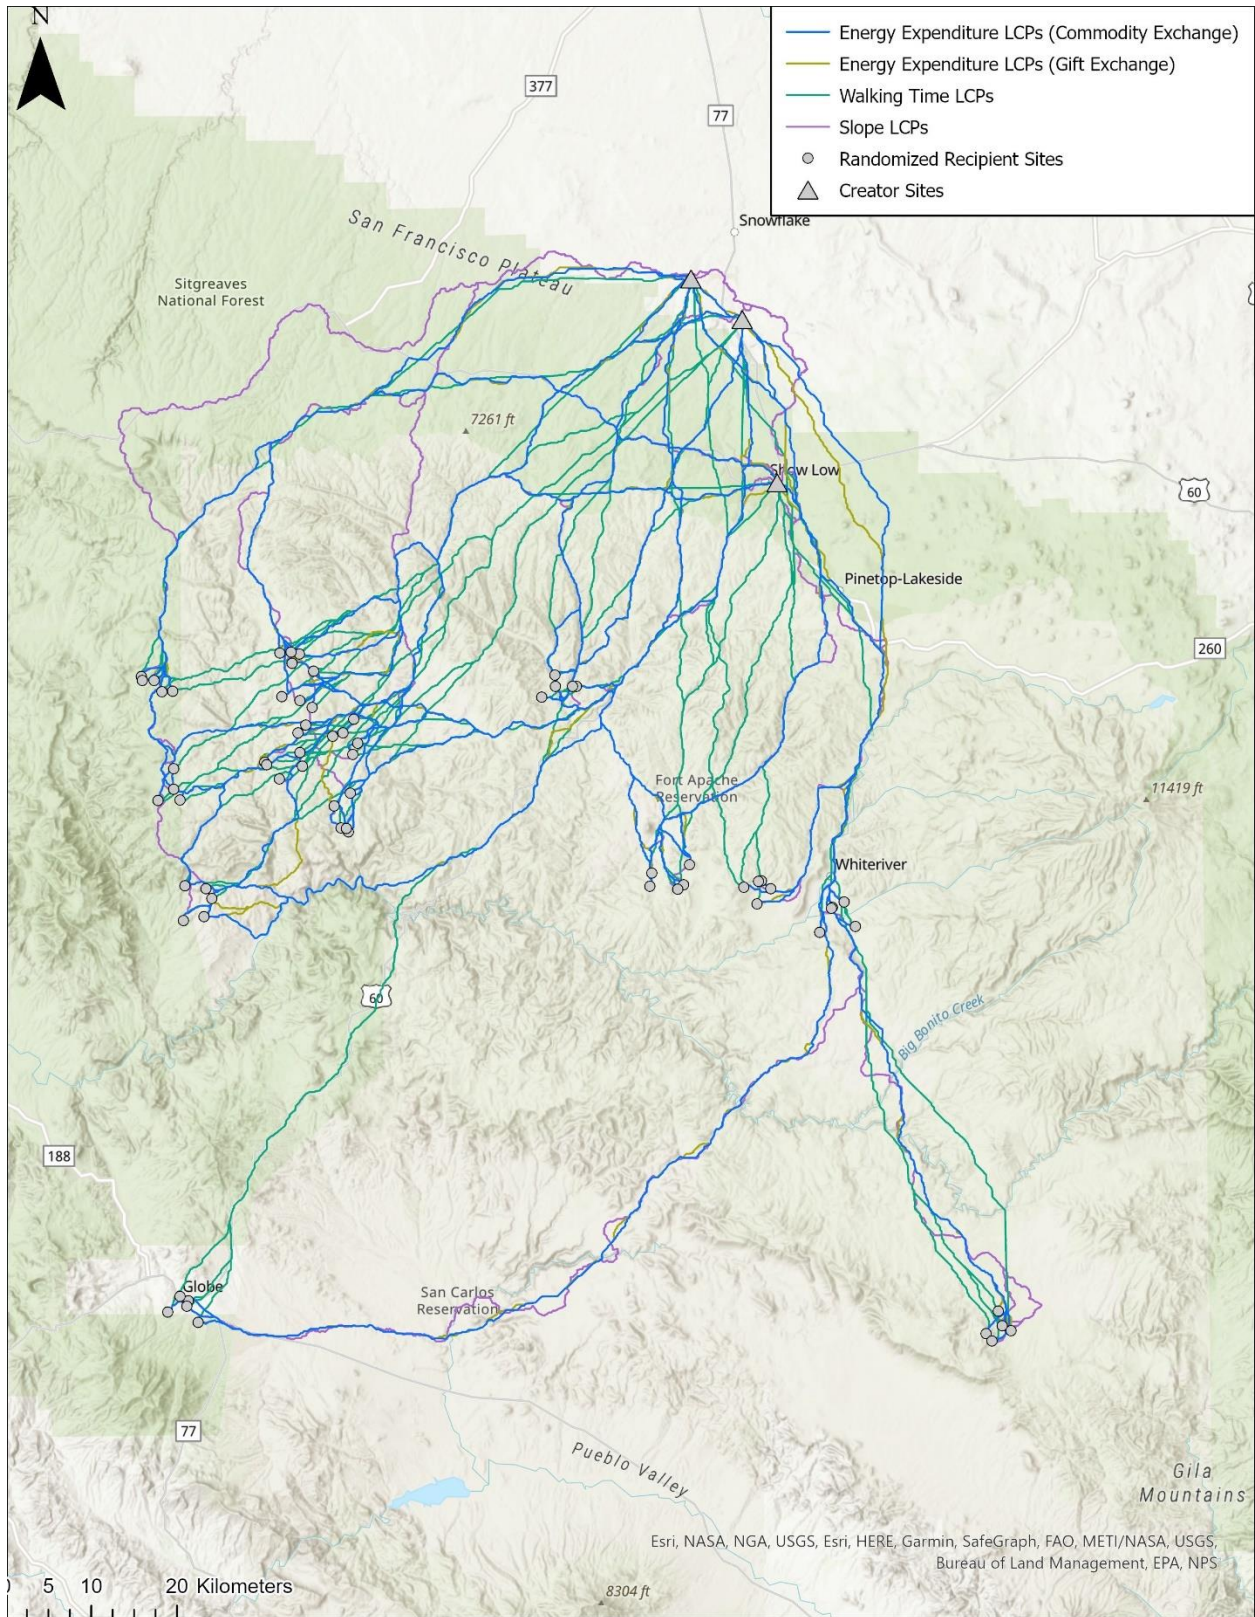 N
Energy Expenditure LCPs (Commodity Exchange)
Energy Expenditure LCPs (Gift Exchange)
Walking Time LCPs
Slope LCPs
Randomized Recipient Sites
Creator Sites
377
77
Snowflake
San Francisco Plateau
Sitgreaves
National Forest
7261 ft
Show Low
60
Pinetop-Lakeside
260
Fort Apache
Reservation
11419 ft
Whiteriver
60
Big Bonito Creek
188
Globe
San Carlos
Reservation
77
Pueblo Valley
Gila
Mountains
Esri, NASA, NGA, USGS, Esri, HERE, Garmin, SafeGraph, FAO, METI/NASA, USGS,
Bureau of Land Management, EPA, NPS
0 5 10 20 Kilometers
8304 ft